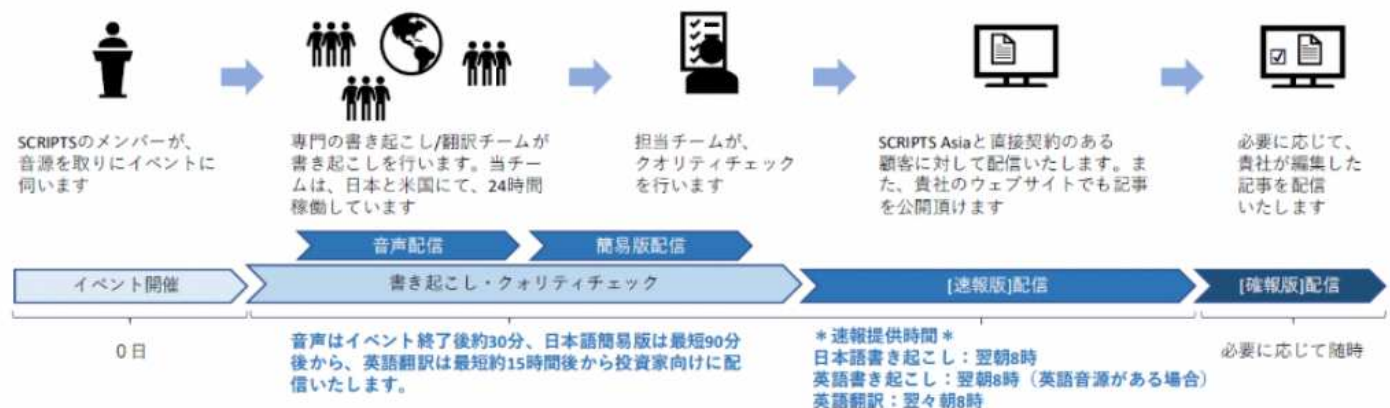 SCRIPTSのメンバーが、
音源を取りにイベントに
伺います
専門の書き起こし/翻訳チームが
書き起こしを行います。当チー
ムは、日本と米国にて、24時間
稼働しています
担当チームが、
クオリティチェック
を行います
SCRIPTS Asiaと直接契約のある
顧客に対して配信いたします。ま
た、貴社のウェブサイトでも記事
を公開頂けます
必要に応じて、
貴社が編集した
記事を配信
いたします
音声配信
簡易版配信
イベント開催
書き起こし・クォリティチェック
[速報版]配信
[確報版]配信
0日
音声はイベント終了後約30分、日本語簡易版は最短90分
後から、英語翻訳は最短約15時間後から投資家向けに配
信いたします。
＊速報提供時間＊
日本語書き起こし：翌朝8時
英語書き起こし：翌朝8時（英語音源がある場合）
英語翻訳：翌々朝8時
必要に応じて随時